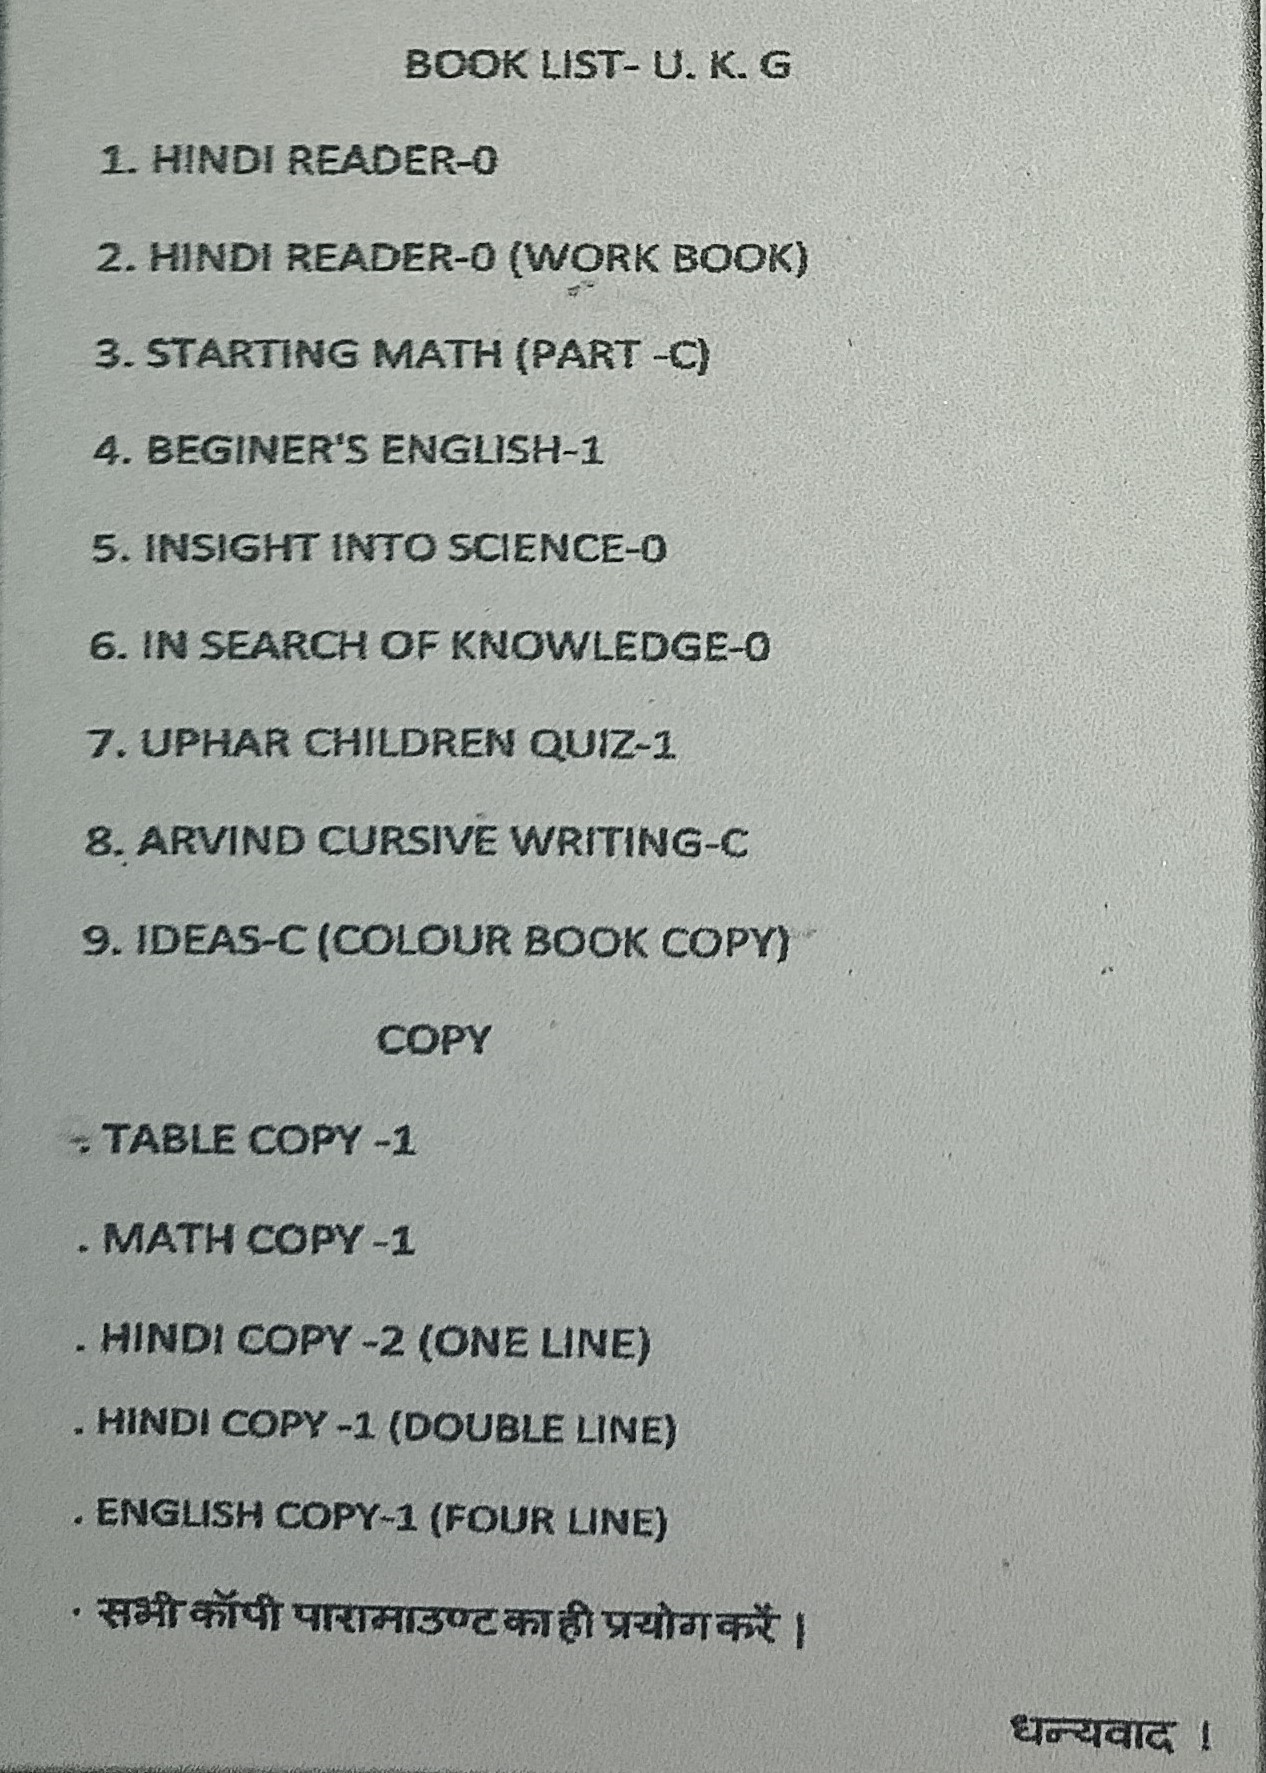 BOOK LIST- U. K. G
1. HINDI READER-0
2. HINDI READER-0 (WORK BOOK)
3. STARTING MATH (PART -C)
4. BEGINER'S ENGLISH-1
5. INSIGHT INTO SCIENCE-0
6. IN SEARCH OF KNOWLEDGE-0
7. UPHAR CHILDREN QUIZ-1
8. ARVIND CURSIVE WRITING-C
9. IDEAS-C (COLOUR BOOK COPY)
COPY
. TABLE COPY -1
. MATH COPY -1
. HINDI COPY -2 (ONE LINE)
. HINDI COPY -1 (DOUBLE LINE)
. ENGLISH COPY-1 (FOUR LINE)
· सभी कॉपी पारामाउण्ट का ही प्रयोग करें |
धन्यवाद !